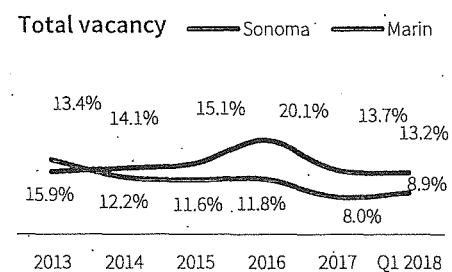 Total vacancy Sonoma Marin
13.4% 14.1% 15.1% 20.1% 13.7% 13.2%
15.9% 12.2% 11.6% 11.8% 8.0% 8.9%
2013 2014 2015 2016 2017 Q1 2018